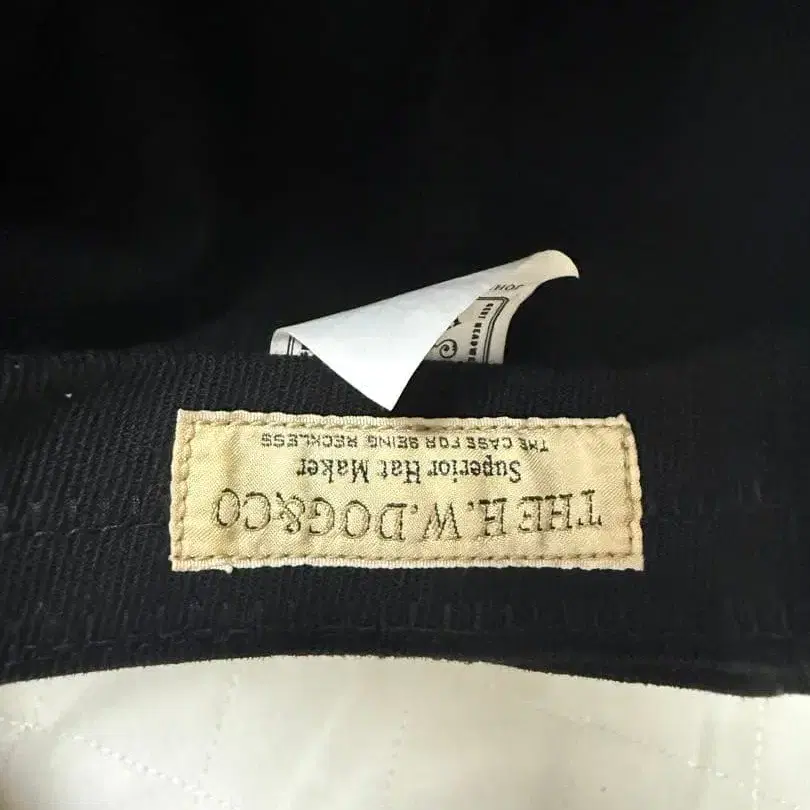 THE H.W.DOG&CO
Superior Hat Maker
THE CASE FOR BEING RECKLESS